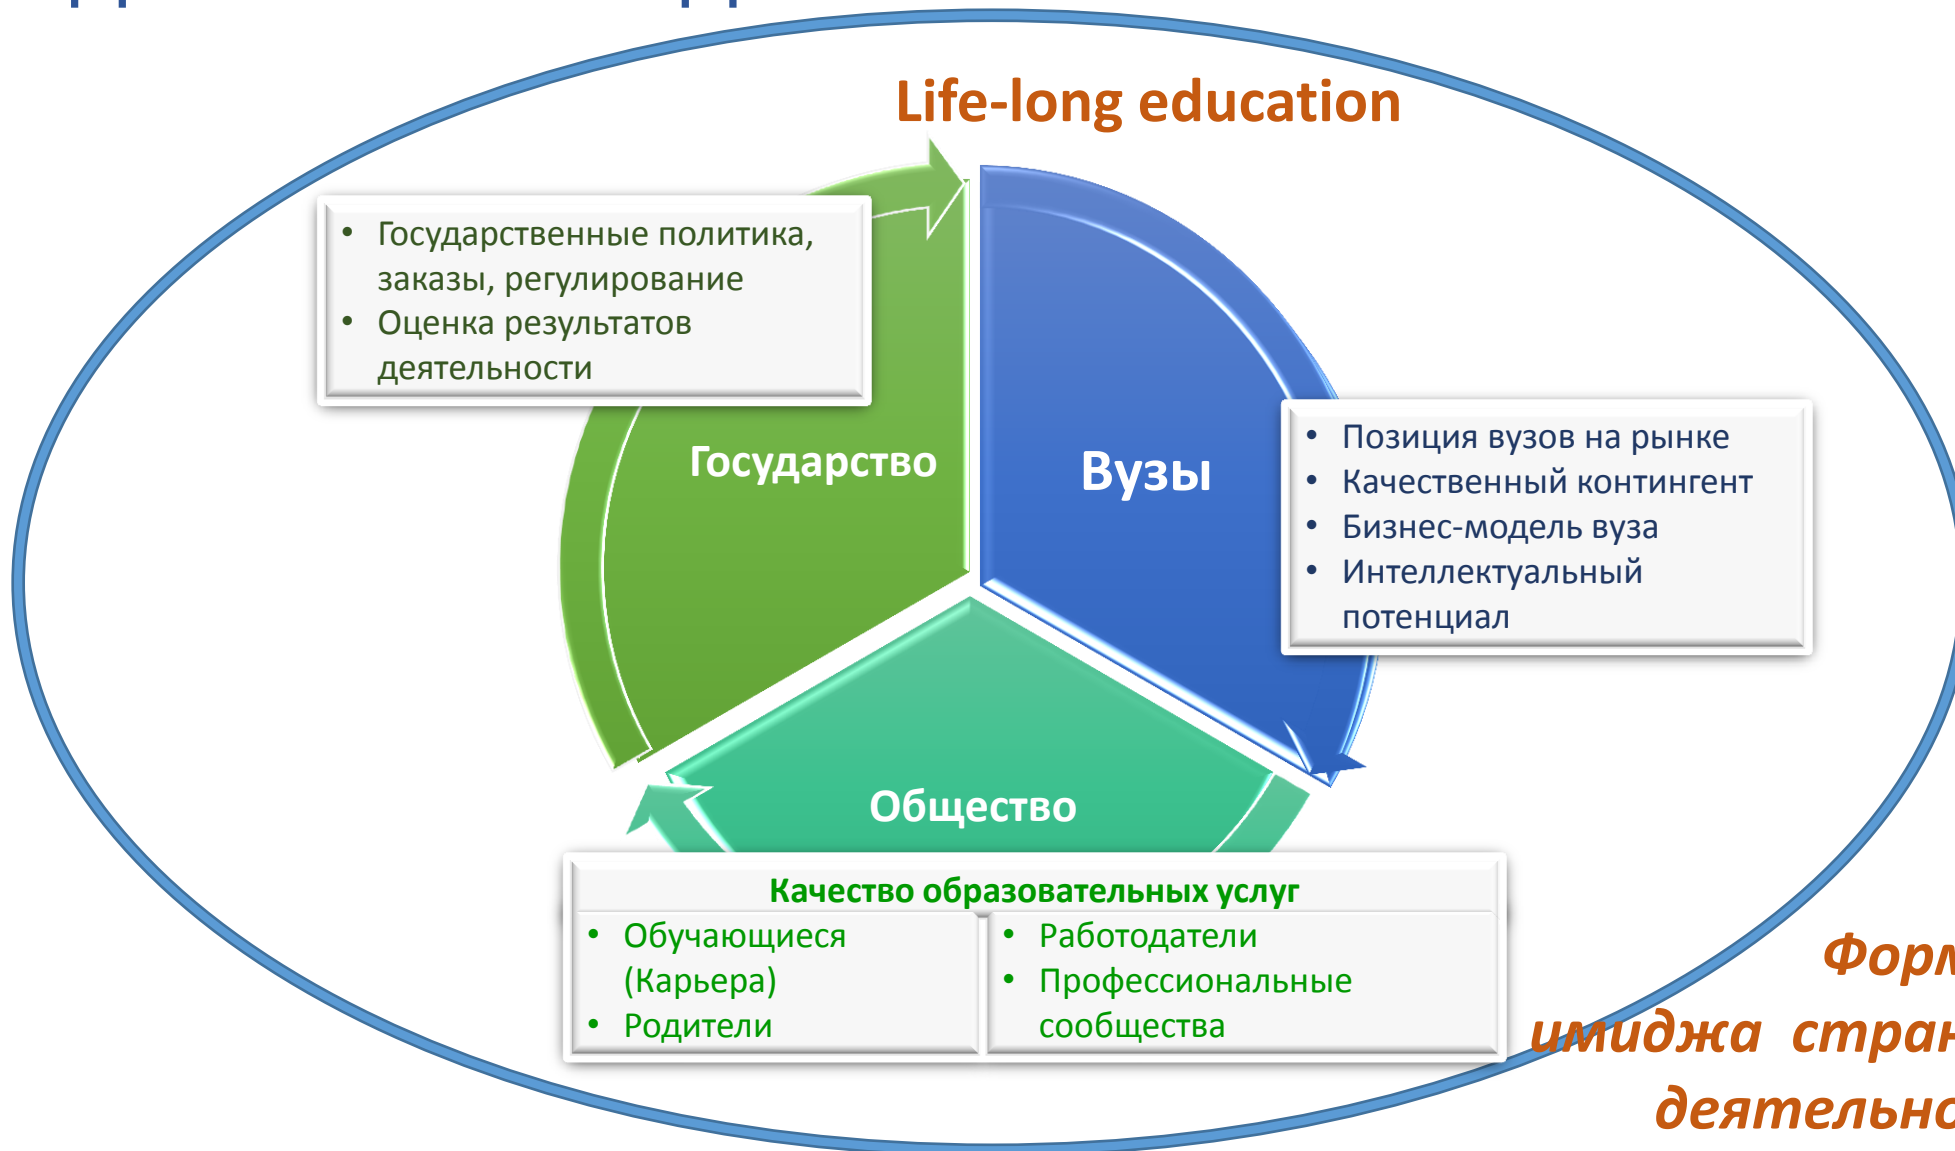 Life-long education
• Государственные политика,
заказы, регулирование
• Оценка результатов
деятельности
Государство
Вузы
• Позиция вузов на рынке
• Качественный контингент
• Бизнес-модель вуза
• Интеллектуальный
потенциал
Общество
Качество образовательных услуг
• Обучающиеся
(Карьера)
• Родители
• Работодатели
• Профессиональные
сообщества
имиджа